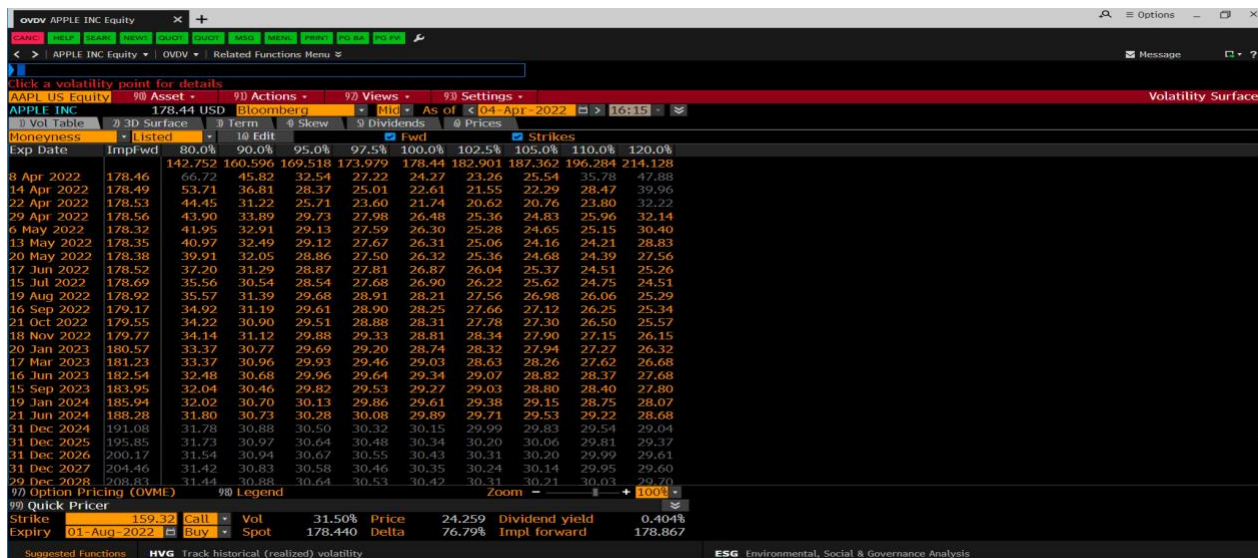 OVDV APPLE INC Equity × +
Options
CANC HELP SEARC NEWS QUOT QUOT MSG MENL PRINT PG BA PG FW
< > APPLE INC Equity OVDV Related Functions Menu Message ?
Click a volatility point for details
AAPL US Equity 90) Asset 91) Actions 92) Views 93) Settings Volatility Surface
APPLE INC 178.44 USD Bloomberg Mid As of < 04-Apr-2022 > 16:15
1) Vol Table 2) 3D Surface 3) Term 4) Skew 5) Dividends 6) Prices
Moneyness Listed 10) Edit Fwd Strikes
Exp Date ImpFwd 80.0% 90.0% 95.0% 97.5% 100.0% 102.5% 105.0% 110.0% 120.0%
142.752 160.596 169.518 173.979 178.44 182.901 187.362 196.284 214.128
8 Apr 2022 178.46 66.72 45.82 32.54 27.22 24.27 23.26 25.54 35.78 47.88
14 Apr 2022 178.49 53.71 36.81 28.37 25.01 22.61 21.55 22.29 28.47 39.96
22 Apr 2022 178.53 44.45 31.22 25.71 23.60 21.74 20.62 20.76 23.80 32.22
29 Apr 2022 178.56 43.90 33.89 29.73 27.98 26.48 25.36 24.83 25.96 32.14
6 May 2022 178.32 41.95 32.91 29.13 27.59 26.30 25.28 24.65 25.15 30.40
13 May 2022 178.35 40.97 32.49 29.12 27.67 26.31 25.06 24.16 24.21 28.83
20 May 2022 178.38 39.91 32.05 28.86 27.50 26.32 25.36 24.68 24.39 27.56
17 Jun 2022 178.52 37.20 31.29 28.87 27.81 26.87 26.04 25.37 24.51 25.26
15 Jul 2022 178.69 35.56 30.54 28.54 27.68 26.90 26.22 25.62 24.75 24.51
19 Aug 2022 178.92 35.57 31.39 29.68 28.91 28.21 27.56 26.98 26.06 25.29
16 Sep 2022 179.17 34.92 31.19 29.61 28.90 28.25 27.66 27.12 26.25 25.34
21 Oct 2022 179.55 34.22 30.90 29.51 28.88 28.31 27.78 27.30 26.50 25.57
18 Nov 2022 179.77 34.14 31.12 29.88 29.33 28.81 28.34 27.90 27.15 26.15
20 Jan 2023 180.57 33.37 30.77 29.69 29.20 28.74 28.32 27.94 27.27 26.32
17 Mar 2023 181.23 33.37 30.96 29.93 29.46 29.03 28.63 28.26 27.62 26.68
16 Jun 2023 182.54 32.48 30.68 29.96 29.64 29.34 29.07 28.82 28.37 27.68
15 Sep 2023 183.95 32.04 30.46 29.82 29.53 29.27 29.03 28.80 28.40 27.80
19 Jan 2024 185.94 32.02 30.70 30.13 29.86 29.61 29.38 29.15 28.75 28.07
21 Jun 2024 188.28 31.80 30.73 30.28 30.08 29.89 29.71 29.53 29.22 28.68
31 Dec 2024 191.08 31.78 30.88 30.50 30.32 30.15 29.99 29.83 29.54 29.04
31 Dec 2025 195.85 31.73 30.97 30.64 30.48 30.34 30.20 30.06 29.81 29.37
31 Dec 2026 200.17 31.54 30.94 30.67 30.55 30.43 30.31 30.20 29.99 29.61
31 Dec 2027 204.46 31.42 30.83 30.58 30.46 30.35 30.24 30.14 29.95 29.60
29 Dec 2028 208.83 31.44 30.88 30.64 30.53 30.42 30.31 30.21 30.03 29.70
97) Option Pricing (OVME) 98) Legend Zoom - + 100%
99) Quick Pricer
Strike 159.32 Call Vol 31.50% Price 24.259 Dividend yield 0.404%
Expiry 01-Aug-2022 Buy Spot 178.440 Delta 76.79% Impl forward 178.867
Suggested Functions HVG Track historical (realized) volatility ESG Environmental, Social & Governance Analysis